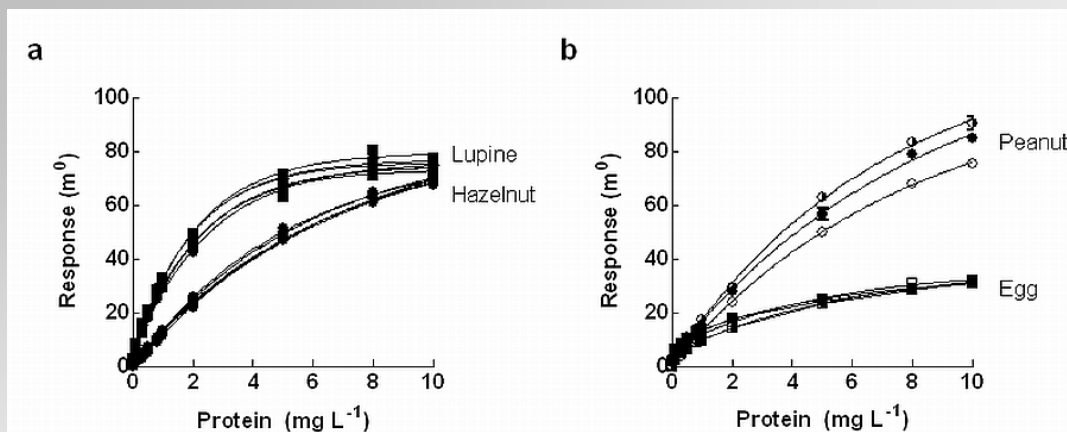 a
100
80
60
40
20
0
Response (m⁰)
0 2 4 6 8 10
Protein (mg L⁻¹)
Lupine
Hazelnut
b
100
80
60
40
20
0
Response (m⁰)
0 2 4 6 8 10
Protein (mg L⁻¹)
Peanut
Egg